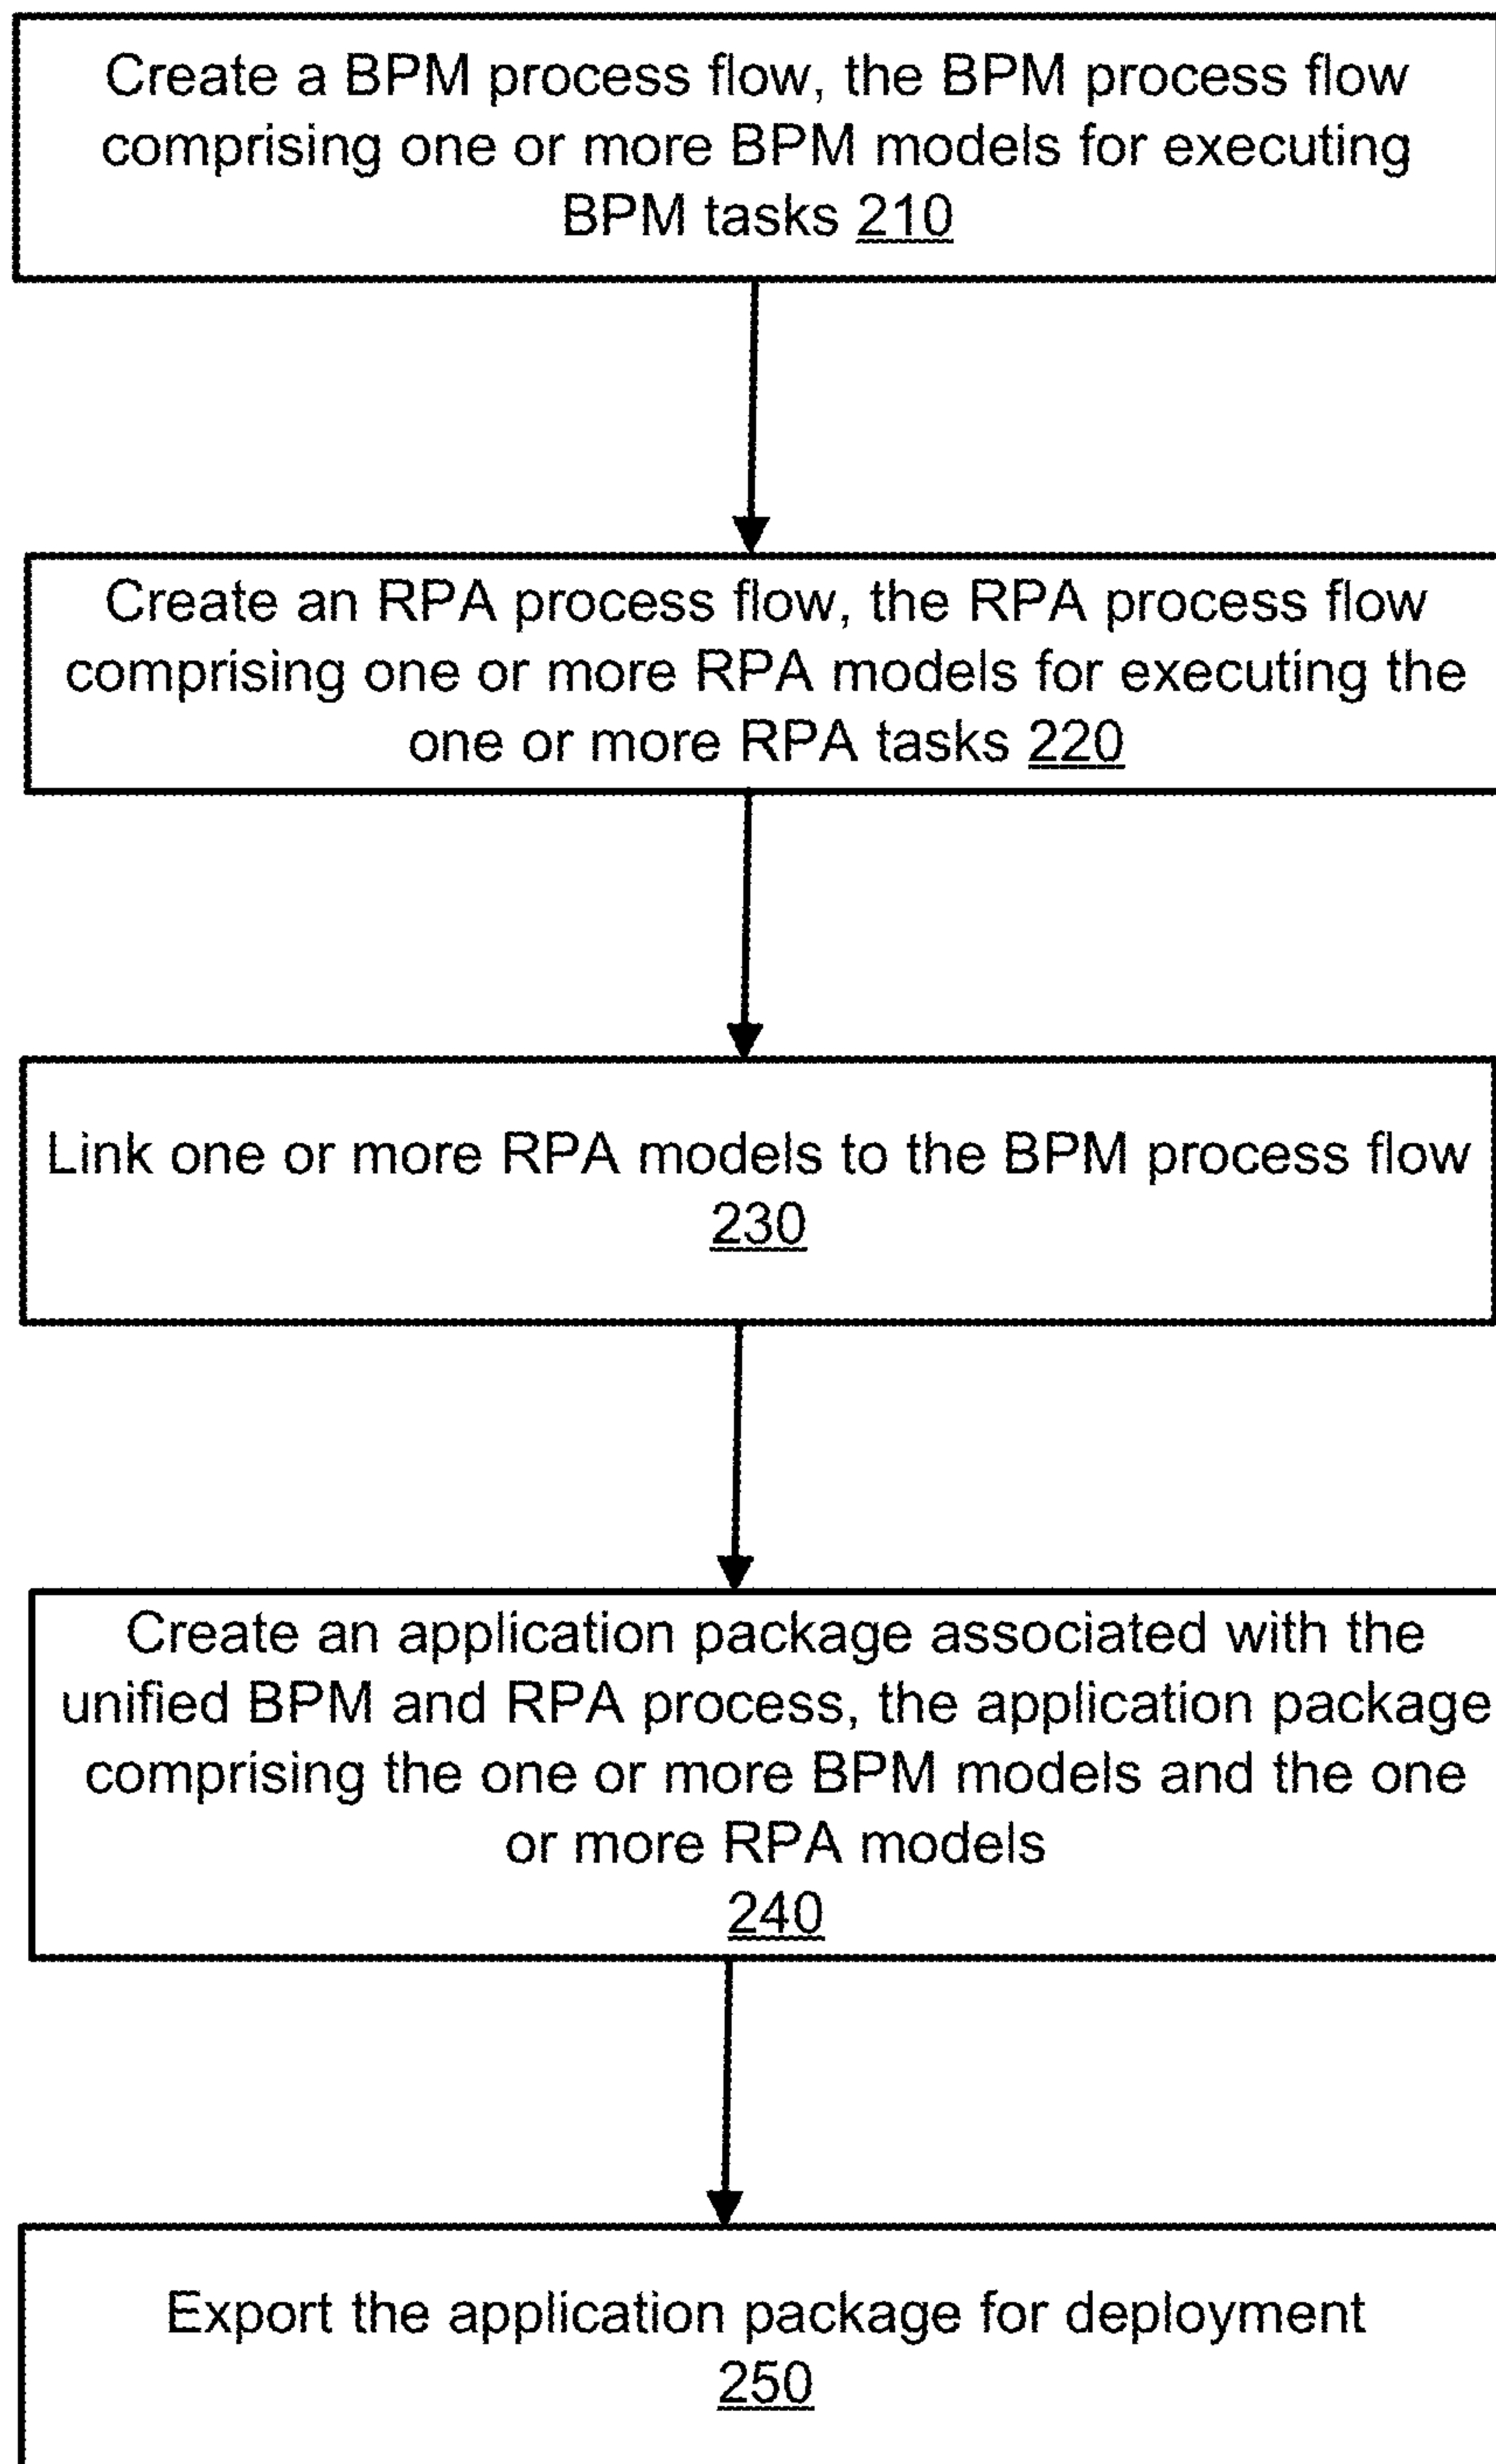 Create a BPM process flow, the BPM process flow
comprising one or more BPM models for executing
BPM tasks 210
Create an RPA process flow, the RPA process flow
comprising one or more RPA models for executing the
one or more RPA tasks 220
Link one or more RPA models to the BPM process flow
230
Create an application package associated with the
unified BPM and RPA process, the application package
comprising the one or more BPM models and the one
or more RPA models
240
Export the application package for deployment
250